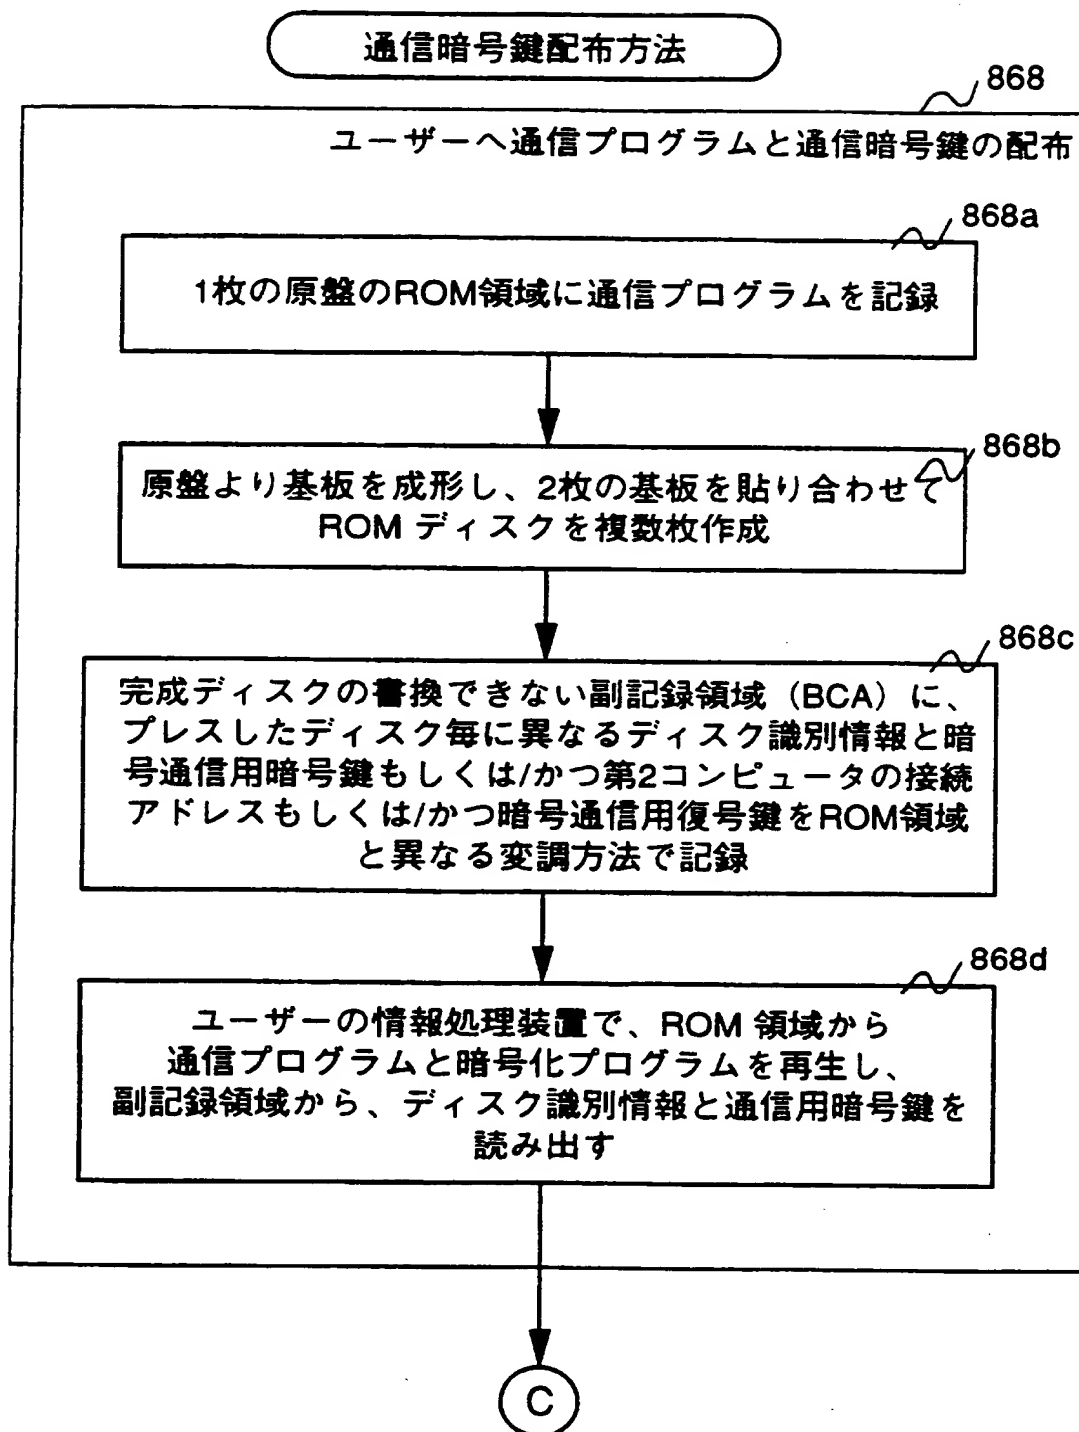 通信暗号鍵配布方法
868
ユーザーへ通信プログラムと通信暗号鍵の配布
868a
1枚の原盤のROM領域に通信プログラムを記録
868b
原盤より基板を成形し、2枚の基板を貼り合わせて
ROM ディスクを複数枚作成
868c
完成ディスクの書換できない副記録領域（BCA）に、
プレスしたディスク毎に異なるディスク識別情報と暗
号通信用暗号鍵もしくは/かつ第2コンピュータの接続
アドレスもしくは/かつ暗号通信用復号鍵をROM領域
と異なる変調方法で記録
868d
ユーザーの情報処理装置で、ROM 領域から
通信プログラムと暗号化プログラムを再生し、
副記録領域から、ディスク識別情報と通信用暗号鍵を
読み出す
C